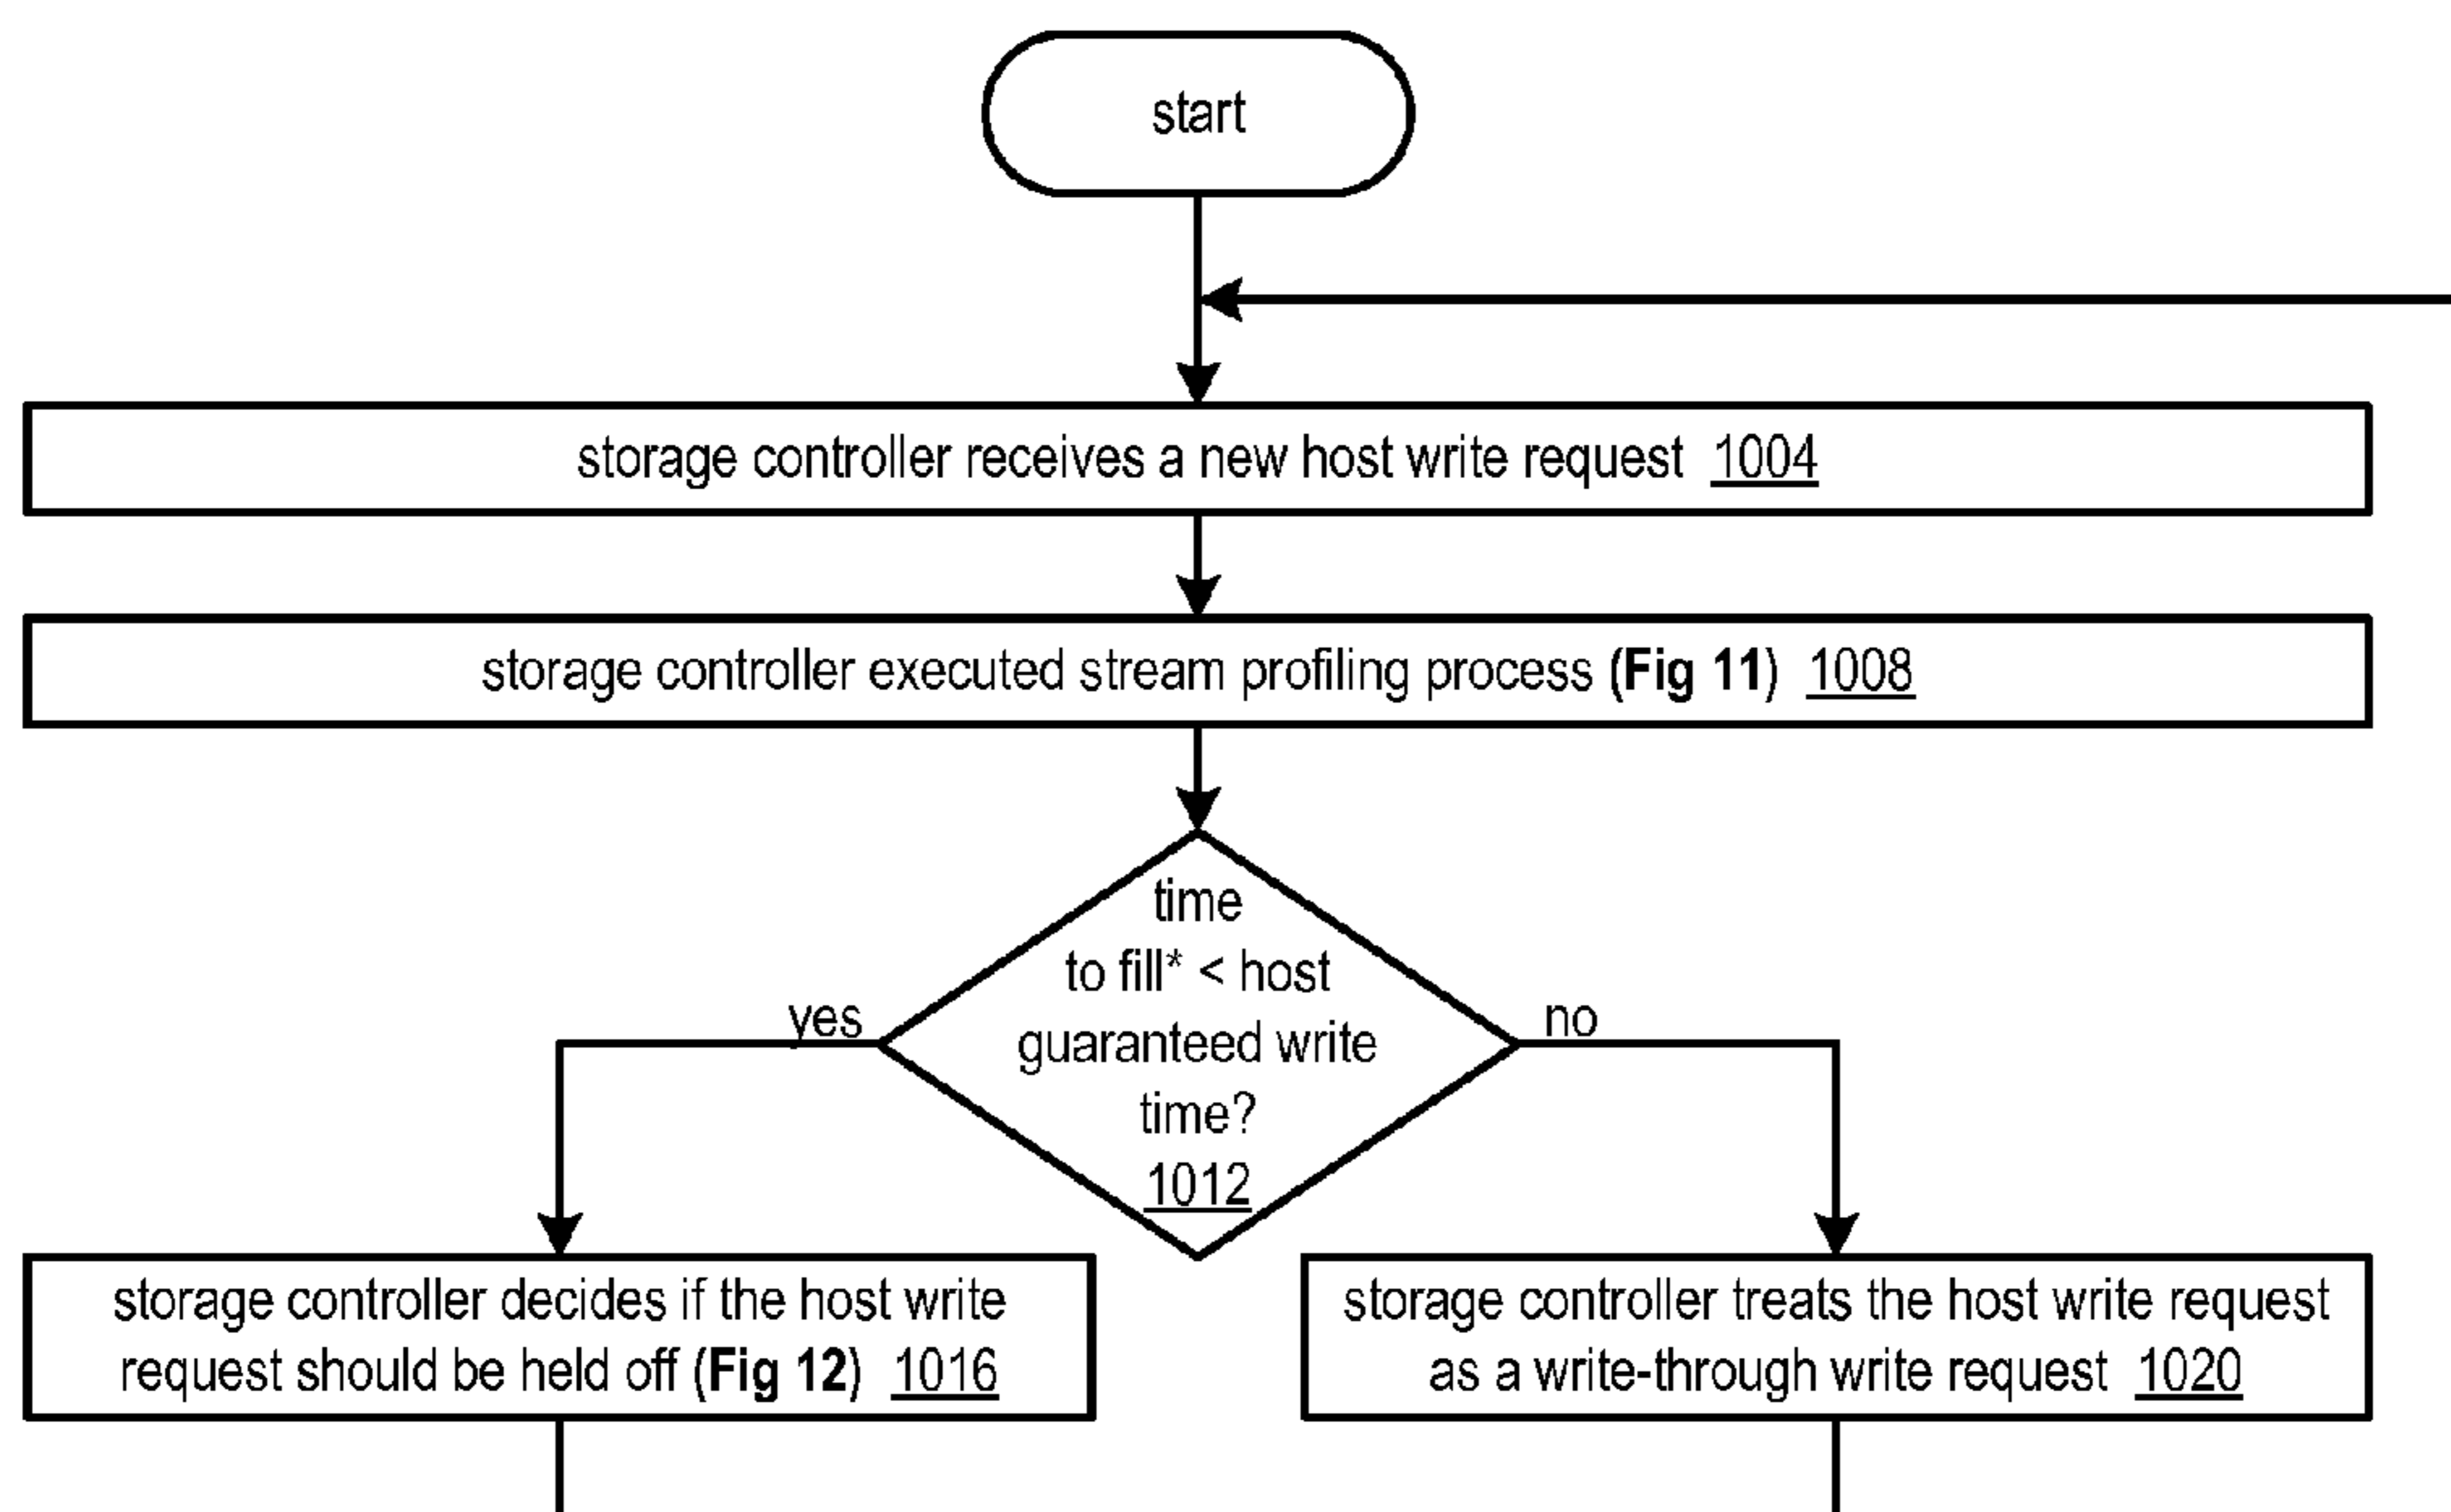 start
storage controller receives a new host write request 1004
storage controller executed stream profiling process (Fig 11) 1008
time
to fill* < host
guaranteed write
time?
1012
yes
no
storage controller decides if the host write
request should be held off (Fig 12) 1016
storage controller treats the host write request
as a write-through write request 1020